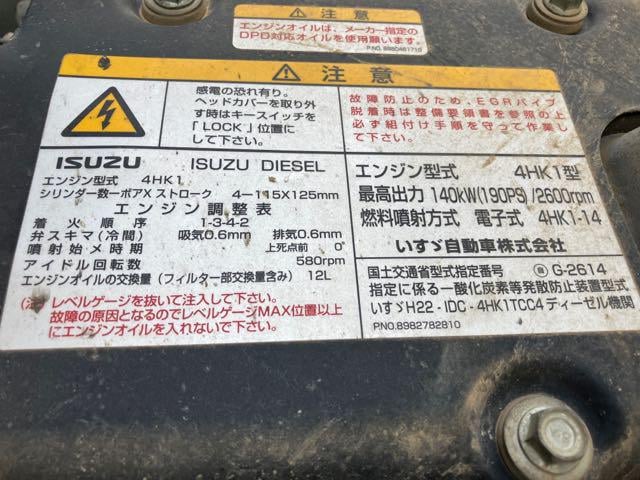 ⚠ 注意
エンジンオイルは、メーカー指定の
DPD対応オイルを使用願います。
P.NO. 8980461710
⚠ 注意
感電の恐れ有り。
ヘッドカバーを取り外
す時はキースイッチを
「LOCK」位置に
して下さい。
故障防止のため、EGRパイプ
脱着時は整備要領書を参照の上
必ず組付け手順を守って作業し
て下さい。
ISUZU ISUZU DIESEL
エンジン型式 4HK1
シリンダー数ーボアXストローク 4-115X125mm
エンジン調整表
着火順序 1-3-4-2
弁スキマ(冷間) 吸気0.6mm 排気0.6mm
噴射始メ時期 上死点前 0°
アイドル回転数 580rpm
エンジンオイルの交換量(フィルター部交換量含み) 12L
(注)レベルゲージを抜いて注入して下さい。
故障の原因となるのでレベルゲージMAX位置以上
にエンジンオイルを入れないで下さい。
エンジン型式 4HK1型
最高出力 140kW(190PS)/2600rpm
燃料噴射方式 電子式 4HK1-14
いすゞ自動車株式会社
国土交通省型式指定番号 自 G-2614
指定に係る一酸化炭素等発散防止装置型式
いすゞH22-IDC-4HK1TCC4ディーゼル機関
P.NO.8982782810